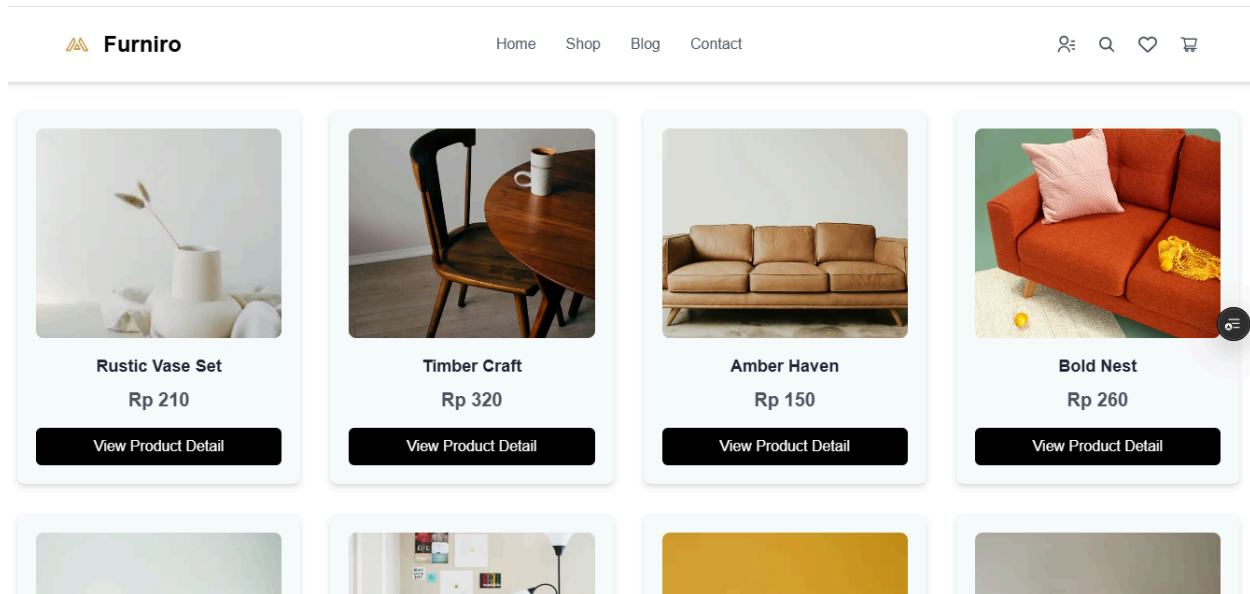 Furniro
Home Shop Blog Contact
Rustic Vase Set
Rp 210
View Product Detail
Timber Craft
Rp 320
View Product Detail
Amber Haven
Rp 150
View Product Detail
Bold Nest
Rp 260
View Product Detail